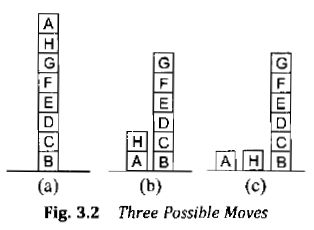 A
H
G
F
E
D
C
B
G
F
E
D
H C
A B
G
F
E
D
C
A H B
(a) (b) (c)
Fig. 3.2 Three Possible Moves